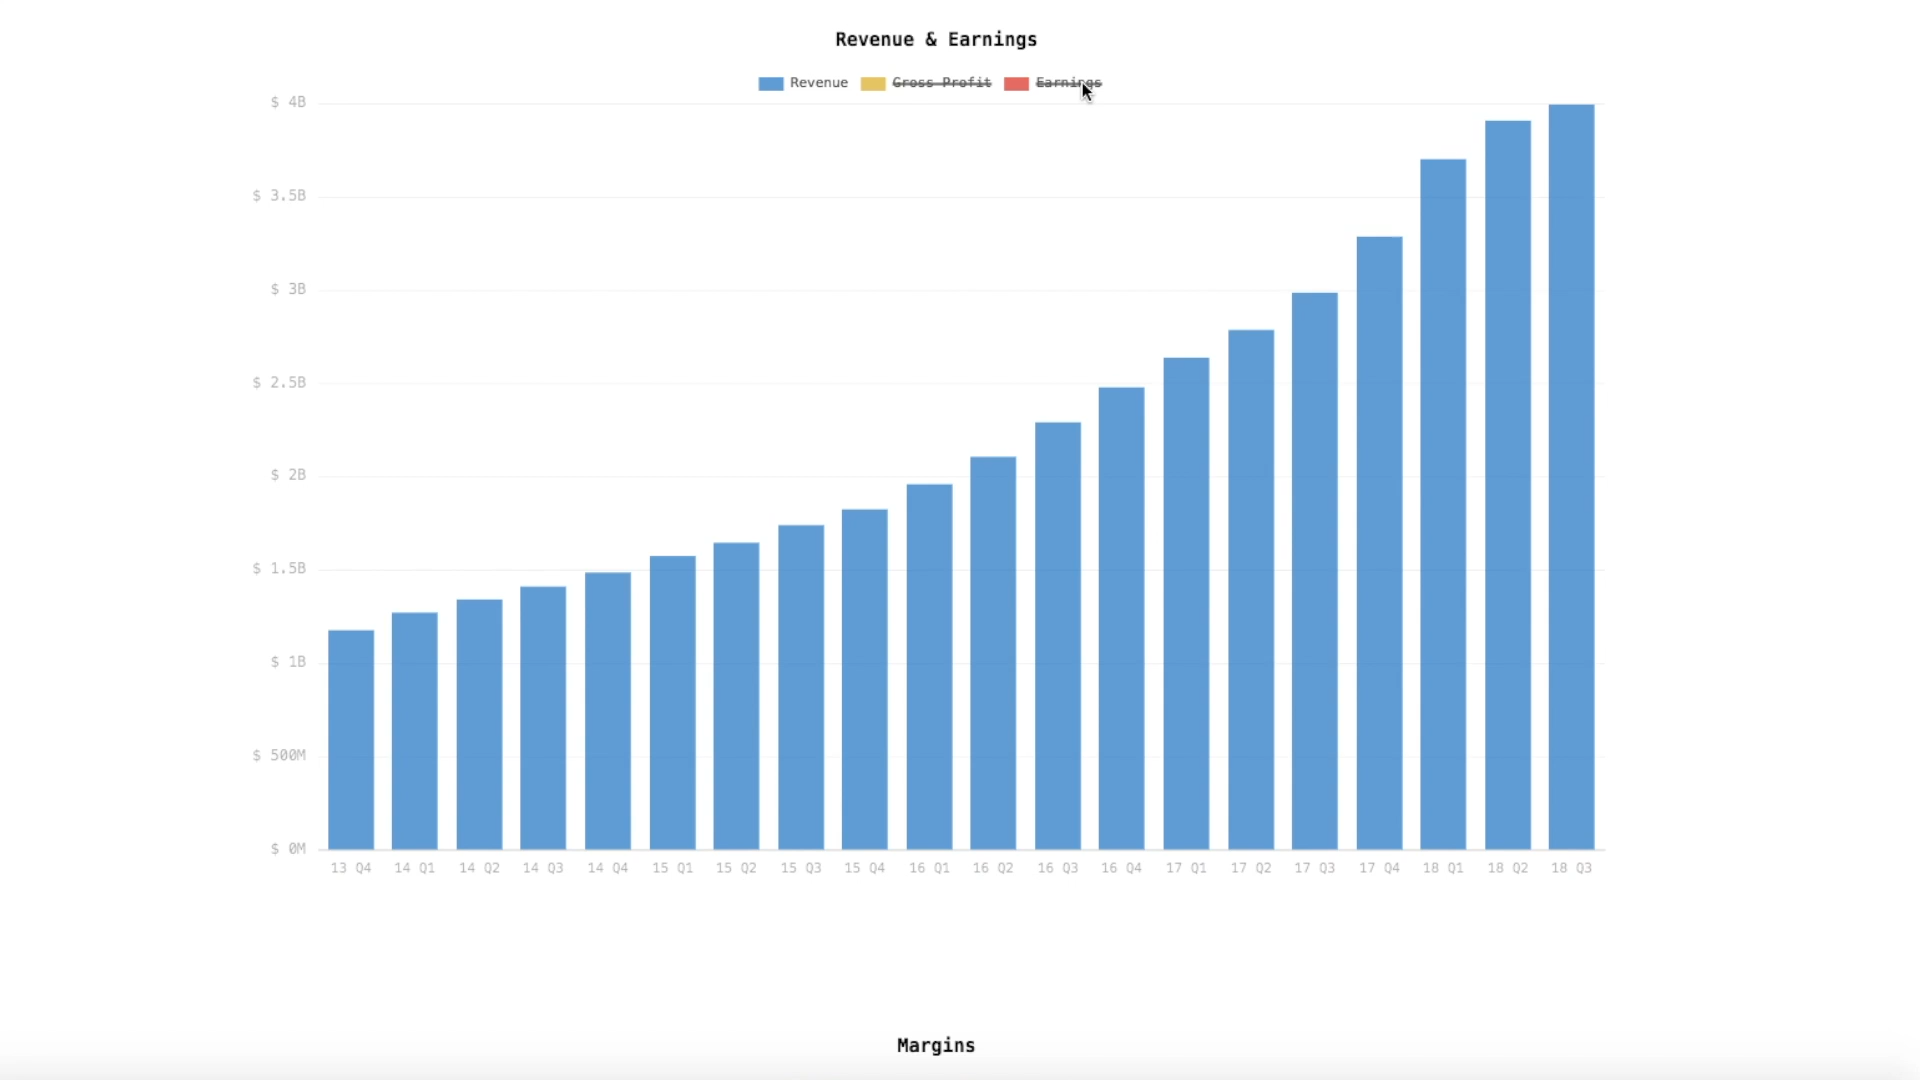 Revenue & Earnings
Revenue Gross Profit Earnings
$ 4B
$ 3.5B
$ 3B
$ 2.5B
$ 2B
$ 1.5B
$ 1B
$ 500M
$ 0M
13 Q4 14 Q1 14 Q2 14 Q3 14 Q4 15 Q1 15 Q2 15 Q3 15 Q4 16 Q1 16 Q2 16 Q3 16 Q4 17 Q1 17 Q2 17 Q3 17 Q4 18 Q1 18 Q2 18 Q3
Margins